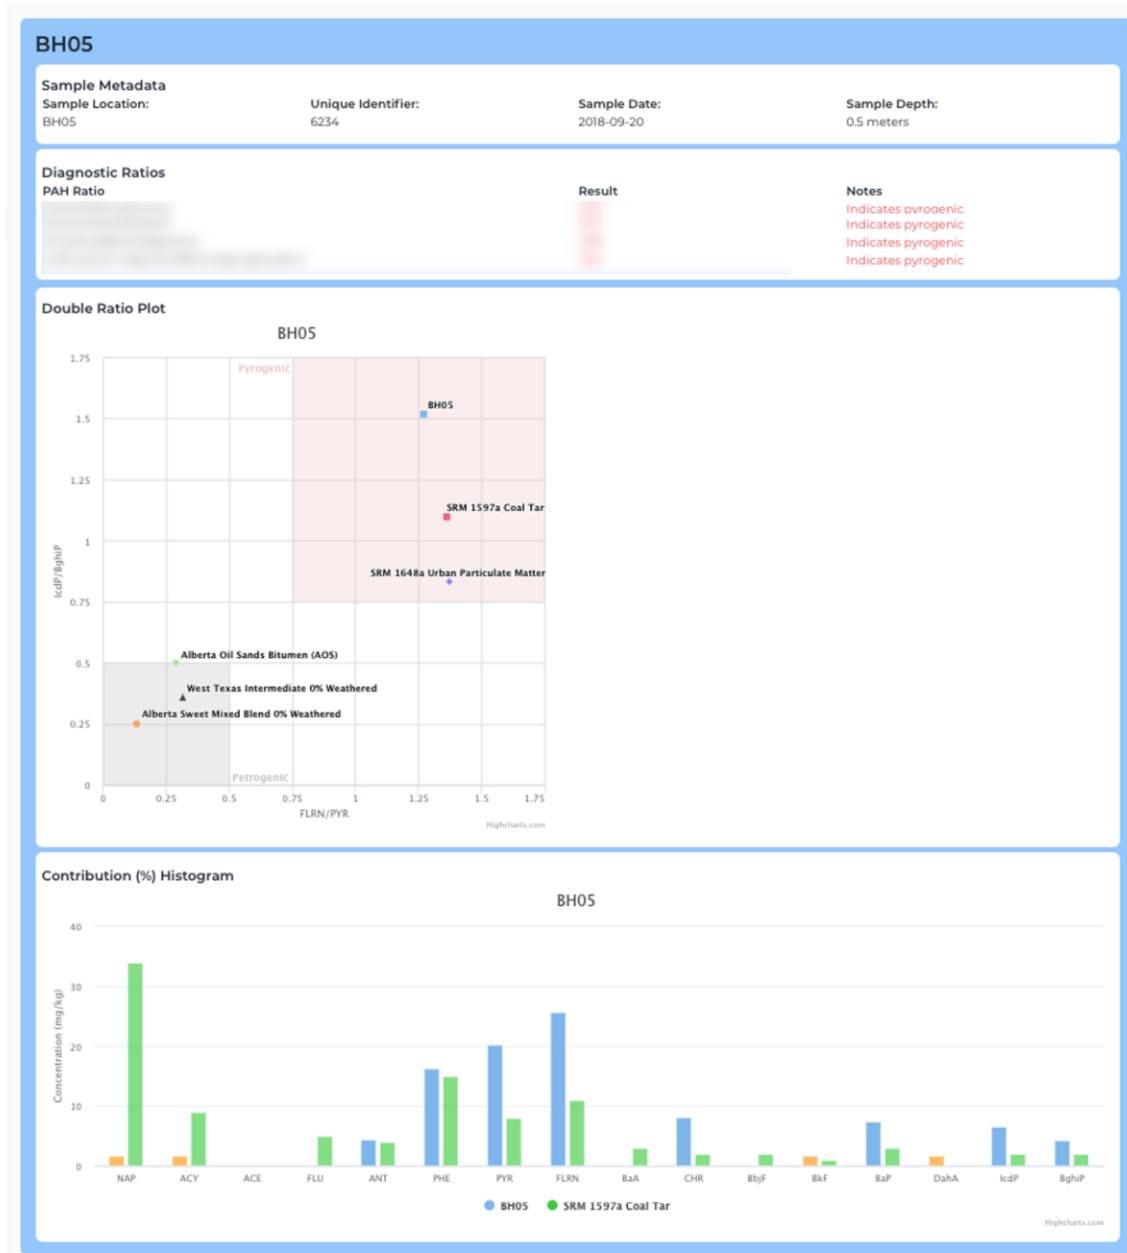 BH05
Sample Metadata
Sample Location: Unique Identifier: Sample Date: Sample Depth:
BH05 6234 2018-09-20 0.5 meters
Diagnostic Ratios
PAH Ratio Result Notes
Indicates pyrogenic
Indicates pyrogenic
Indicates pyrogenic
Indicates pyrogenic
Double Ratio Plot
BH05
1.75
Pyrogenic
BH05
1.5
1.25
SRM 1597a Coal Tar
1
IcdP/BghiP
SRM 1648a Urban Particulate Matter
0.75
Alberta Oil Sands Bitumen (AOS)
0.5
West Texas Intermediate 0% Weathered
Alberta Sweet Mixed Blend 0% Weathered
0.25
Petrogenic
0
0 0.25 0.5 0.75 1 1.25 1.5 1.75
FLRN/PYR
Highcharts.com
Contribution (%) Histogram
BH05
40
30
Concentration (mg/kg)
20
10
0
NAP ACY ACE FLU ANT PHE PYR FLRN BaA CHR BbjF BkF BaP DahA IcdP BghiP
BH05 SRM 1597a Coal Tar
Highcharts.com